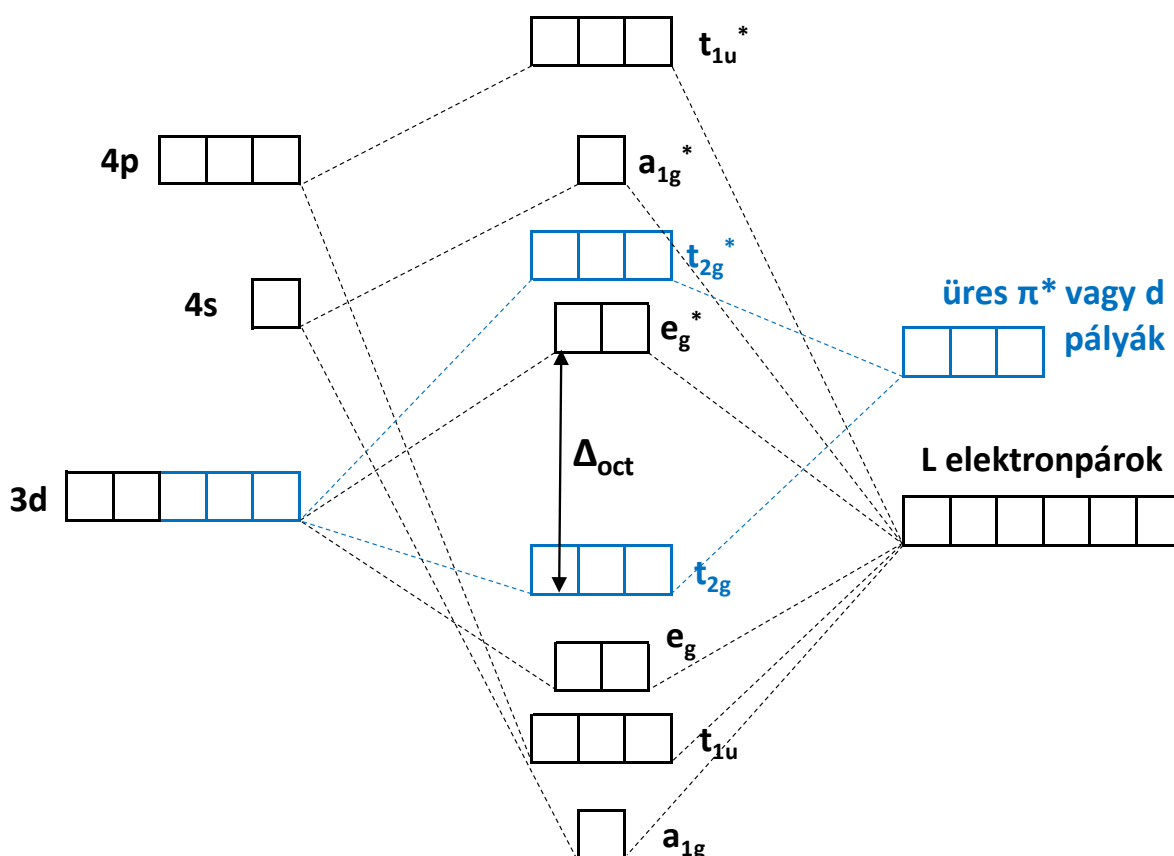 t₁ᵤ*
4p
a₁g*
t₂g*
4s
üres π* vagy d
pályák
eg*
Δoct
L elektronpárok
3d
t₂g
eg
t₁ᵤ
a₁g